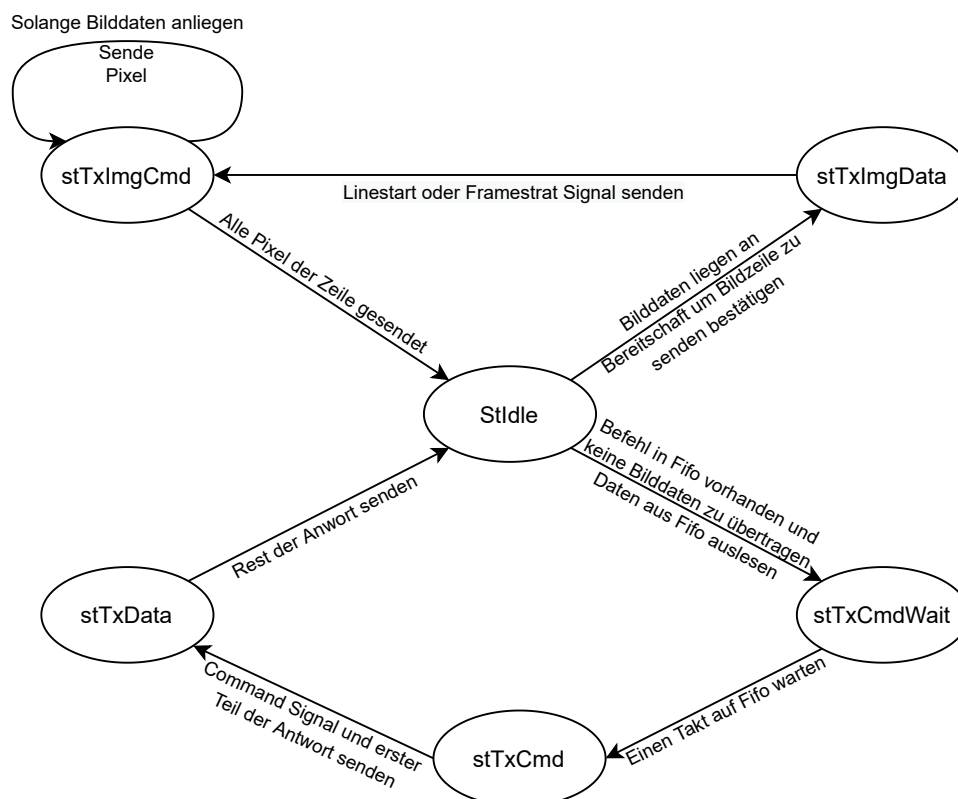 Solange Bilddaten anliegen
Sende
Pixel
stTxImgCmd
stTxImgData
Linestart oder Framestrat Signal senden
Alle Pixel der Zeile gesendet
Bilddaten liegen an
Bereitschaft um Bildzeile zu
senden bestätigen
StIdle
Befehl in Fifo vorhanden und
keine Bilddaten zu übertragen
Daten aus Fifo auslesen
Rest der Anwort senden
stTxData
stTxCmdWait
Command Signal und erster
Teil der Antwort senden
Einen Takt auf Fifo warten
stTxCmd